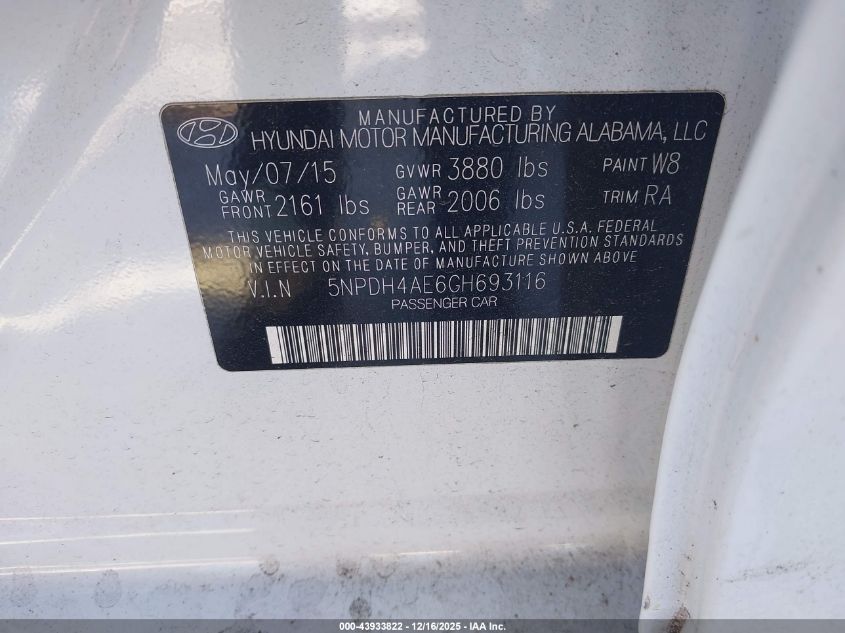 MANUFACTURED BY
HYUNDAI MOTOR MANUFACTURING ALABAMA, LLC
May/07/15 GVWR 3880 lbs PAINT W8
GAWR FRONT 2161 lbs GAWR REAR 2006 lbs TRIM RA
THIS VEHICLE CONFORMS TO ALL APPLICABLE U.S.A. FEDERAL
MOTOR VEHICLE SAFETY, BUMPER, AND THEFT PREVENTION STANDARDS
IN EFFECT ON THE DATE OF MANUFACTURE SHOWN ABOVE
V.I.N 5NPDH4AE6GH693116
PASSENGER CAR
000-43933822 - 12/16/2025 - IAA Inc.